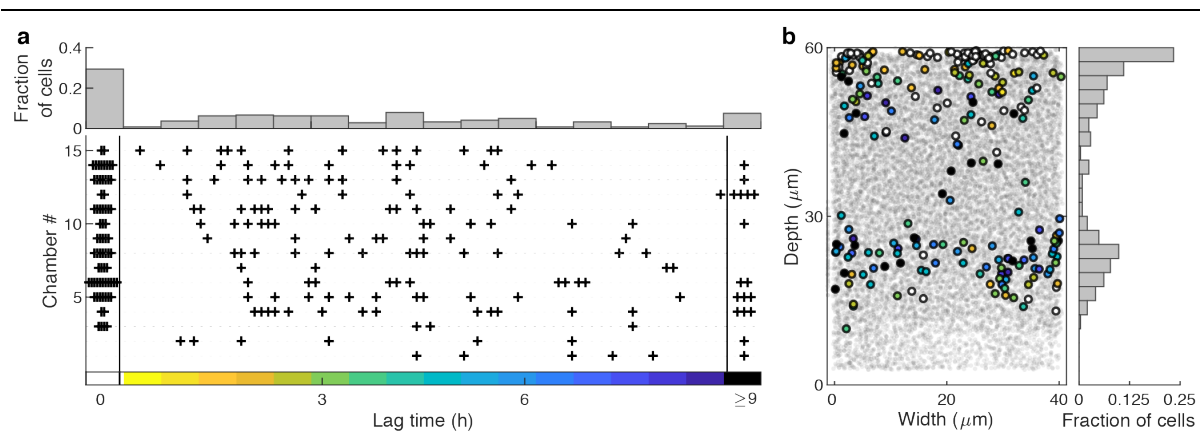 a
0.4
0.2
0
Fraction
of cells
15
10
5
Chamber #
0 3 6 ≥9
Lag time (h)
b
60
30
0
Depth (μm)
0 20 40
Width (μm)
0 0.125 0.25
Fraction of cells